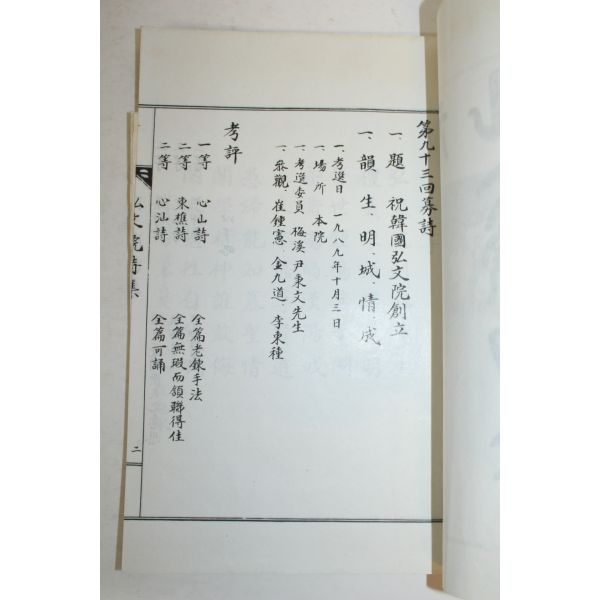 第九十三回募詩
一、題 祝韓國弘文院創立
一、韻 生、明、城、情、成
一、考選日 一九八九年十月三日
一、場所 本院
一、考選委員 梅溪 尹東文先生
一、參觀、崔鍾憲、金九道、李東種
考評
一等 心山詩 全篇老鍊手法
二等 東樵詩 全篇無瑕而頷聯得佳
二等 心汕詩 全篇可誦
弘文院詩集
二